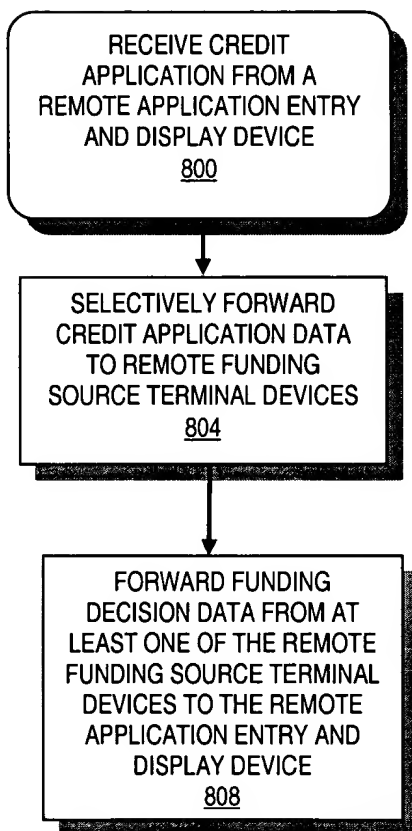 RECEIVE CREDIT
APPLICATION FROM A
REMOTE APPLICATION ENTRY
AND DISPLAY DEVICE
800
SELECTIVELY FORWARD
CREDIT APPLICATION DATA
TO REMOTE FUNDING
SOURCE TERMINAL DEVICES
804
FORWARD FUNDING
DECISION DATA FROM AT
LEAST ONE OF THE REMOTE
FUNDING SOURCE TERMINAL
DEVICES TO THE REMOTE
APPLICATION ENTRY AND
DISPLAY DEVICE
808